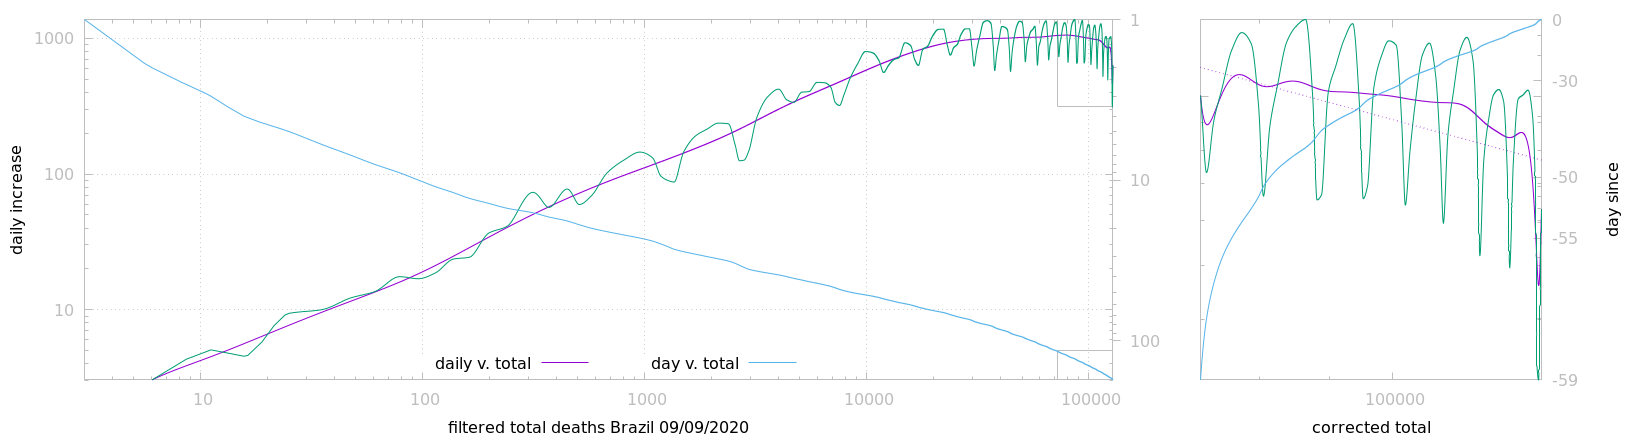 1000
100
10
daily increase
daily v. total
day v. total
10
100
1000
10000
100000
filtered total deaths Brazil 09/09/2020
1
10
100
100000
corrected total
0
-30
-50
-55
-59
day since